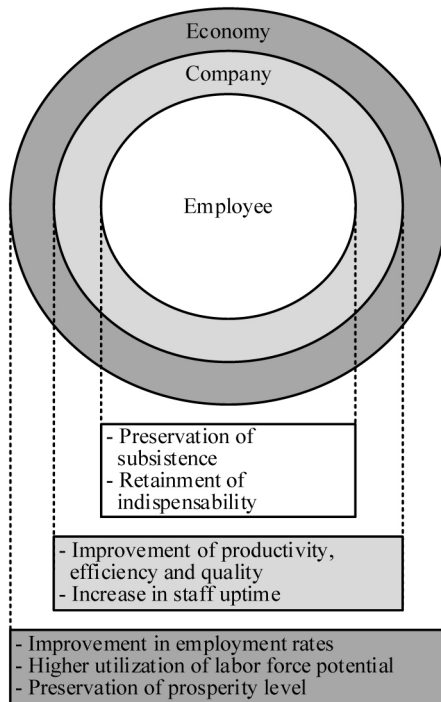 Economy
Company
Employee
- Preservation of
subsistence
- Retainment of
indispensability
- Improvement of productivity,
efficiency and quality
- Increase in staff uptime
- Improvement in employment rates
- Higher utilization of labor force potential
- Preservation of prosperity level